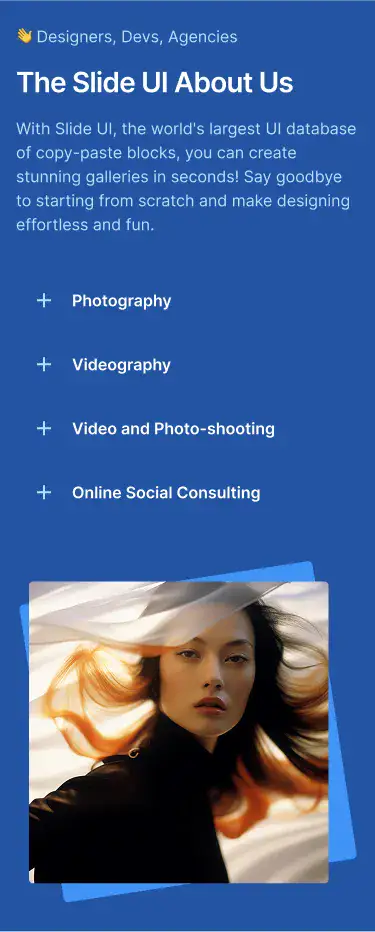 👋 Designers, Devs, Agencies
The Slide UI About Us
With Slide UI, the world's largest UI database
of copy-paste blocks, you can create
stunning galleries in seconds! Say goodbye
to starting from scratch and make designing
effortless and fun.
Photography
Videography
Video and Photo-shooting
Online Social Consulting